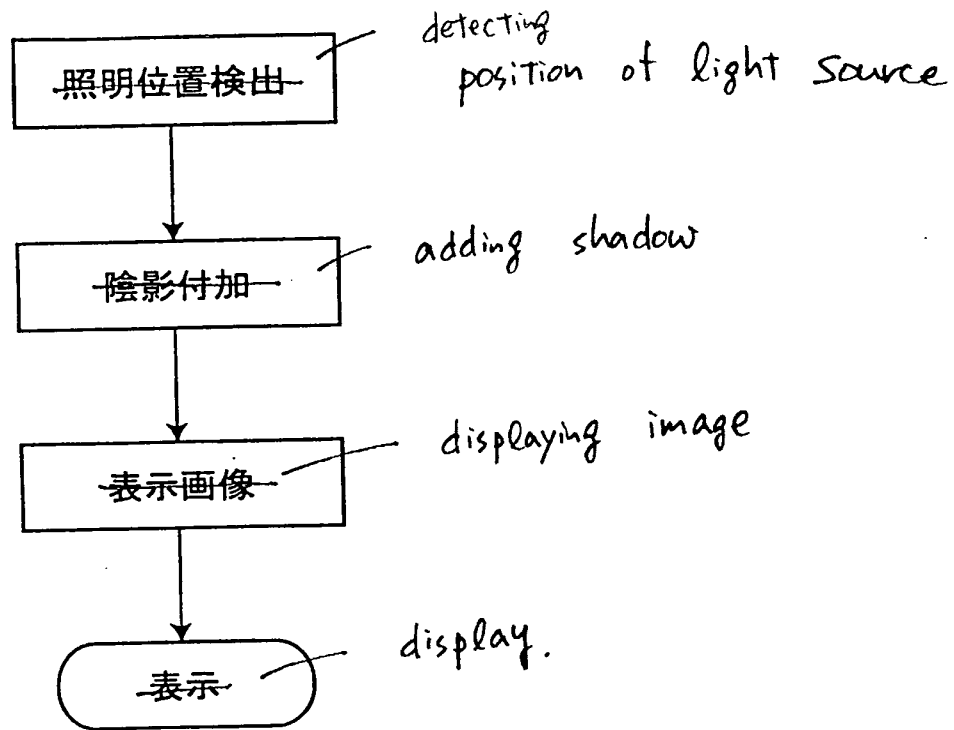 照明位置検出
detecting
position of light source
陰影付加
adding shadow
表示画像
displaying image
表示
display.